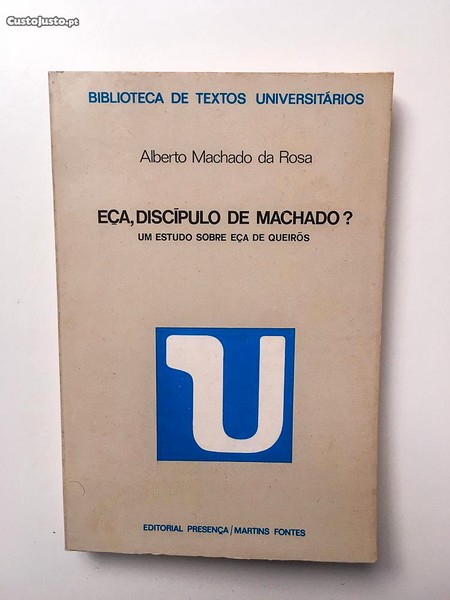 CustoJusto.pt
BIBLIOTECA DE TEXTOS UNIVERSITÁRIOS
Alberto Machado da Rosa
EÇA, DISCÍPULO DE MACHADO?
UM ESTUDO SOBRE EÇA DE QUEIRÓS
U
EDITORIAL PRESENÇA/MARTINS FONTES